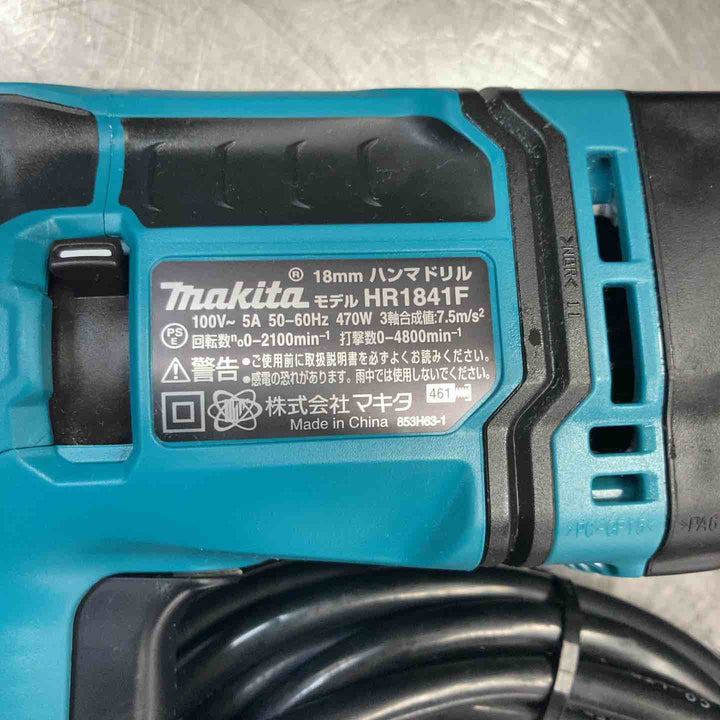 ® 18mm ハンマドリル
makita モデル HR1841F
100V~ 5A 50-60Hz 470W 3軸合成値:7.5m/s²
PSE 回転数n₀0-2100min⁻¹ 打撃数0-4800min⁻¹
警告 ●ご使用前に取扱説明書を必ずよくお読みください。
●感電の恐れがあります。雨中では使用しないでください。
株式会社 マキタ 461
Made in China 853H63-1
>NBR< 11
>PA6